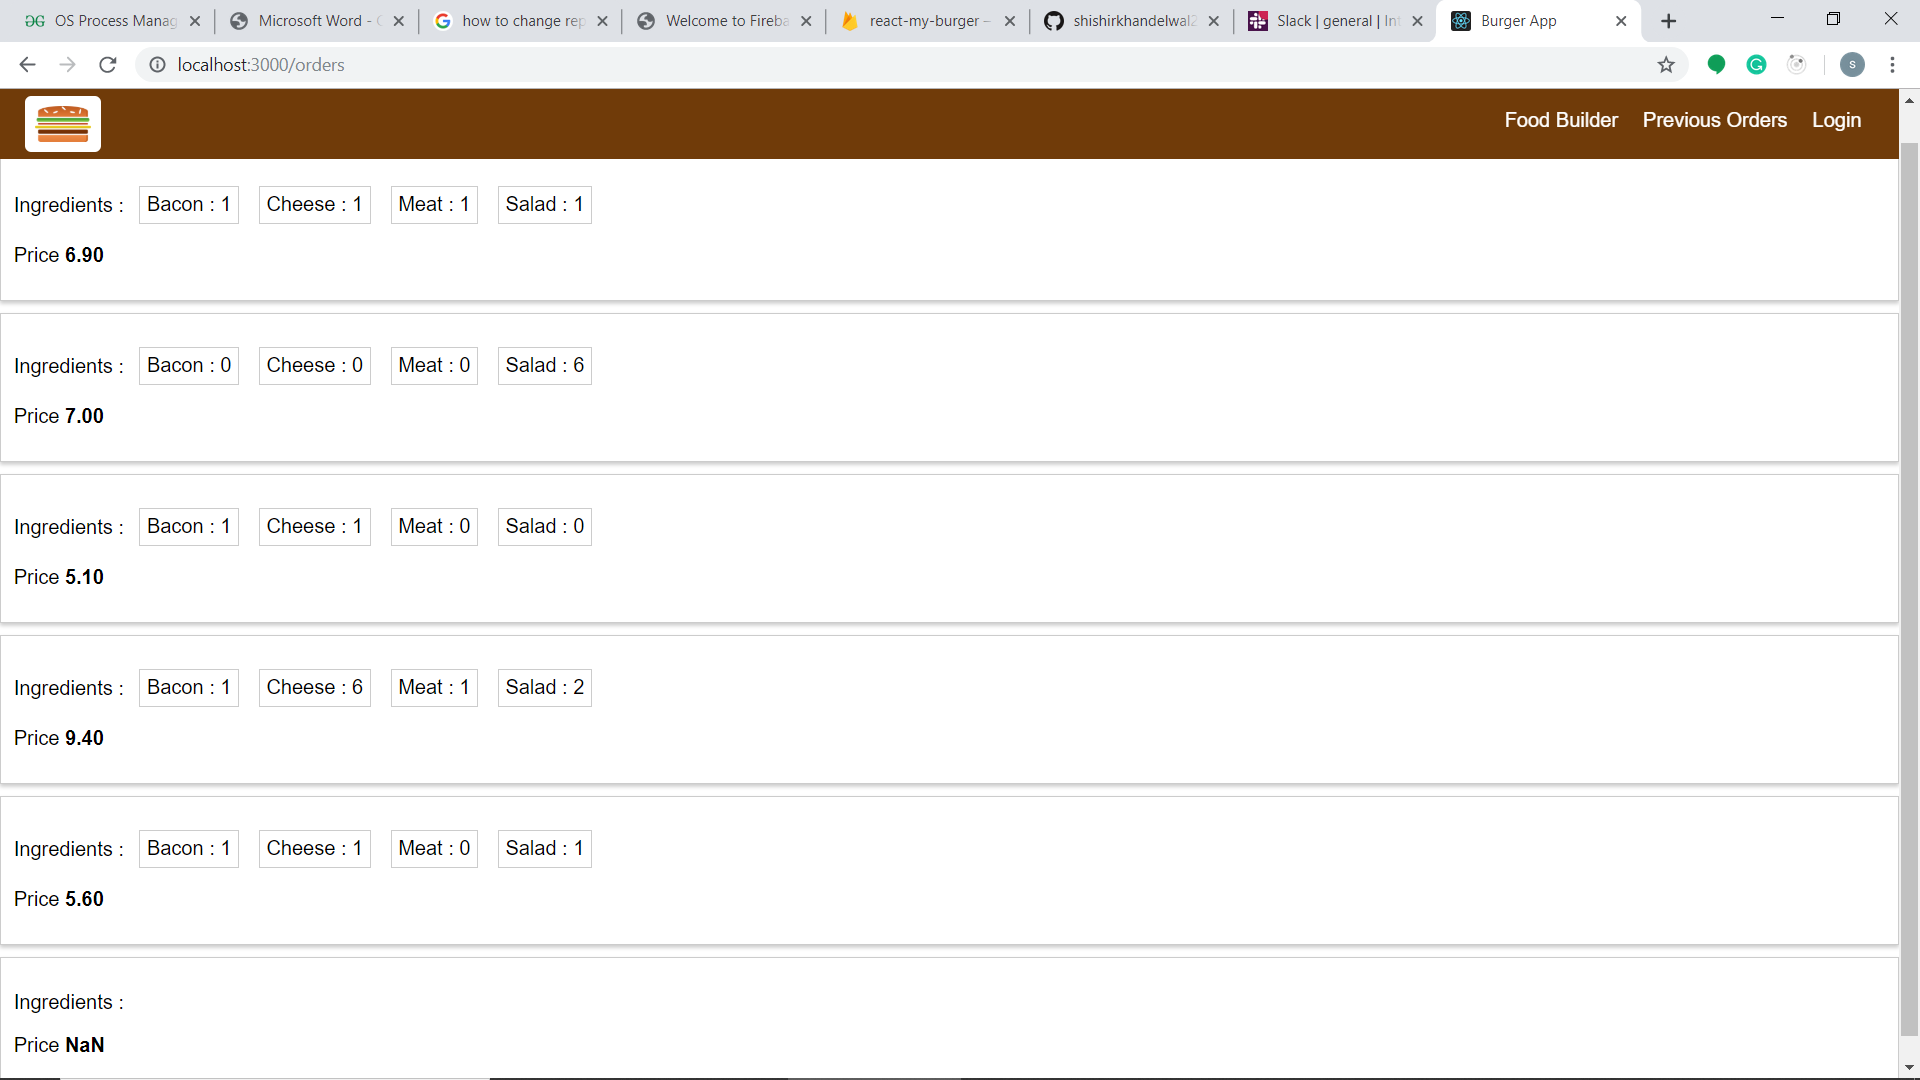 OS Process Manag
Microsoft Word -
how to change rep
Welcome to Fireba
react-my-burger –
shishirkhandelwal2
Slack | general | Int
Burger App
localhost:3000/orders
S
Food Builder Previous Orders Login
Ingredients : Bacon : 1 Cheese : 1 Meat : 1 Salad : 1
Price 6.90
Ingredients : Bacon : 0 Cheese : 0 Meat : 0 Salad : 6
Price 7.00
Ingredients : Bacon : 1 Cheese : 1 Meat : 0 Salad : 0
Price 5.10
Ingredients : Bacon : 1 Cheese : 6 Meat : 1 Salad : 2
Price 9.40
Ingredients : Bacon : 1 Cheese : 1 Meat : 0 Salad : 1
Price 5.60
Ingredients :
Price NaN